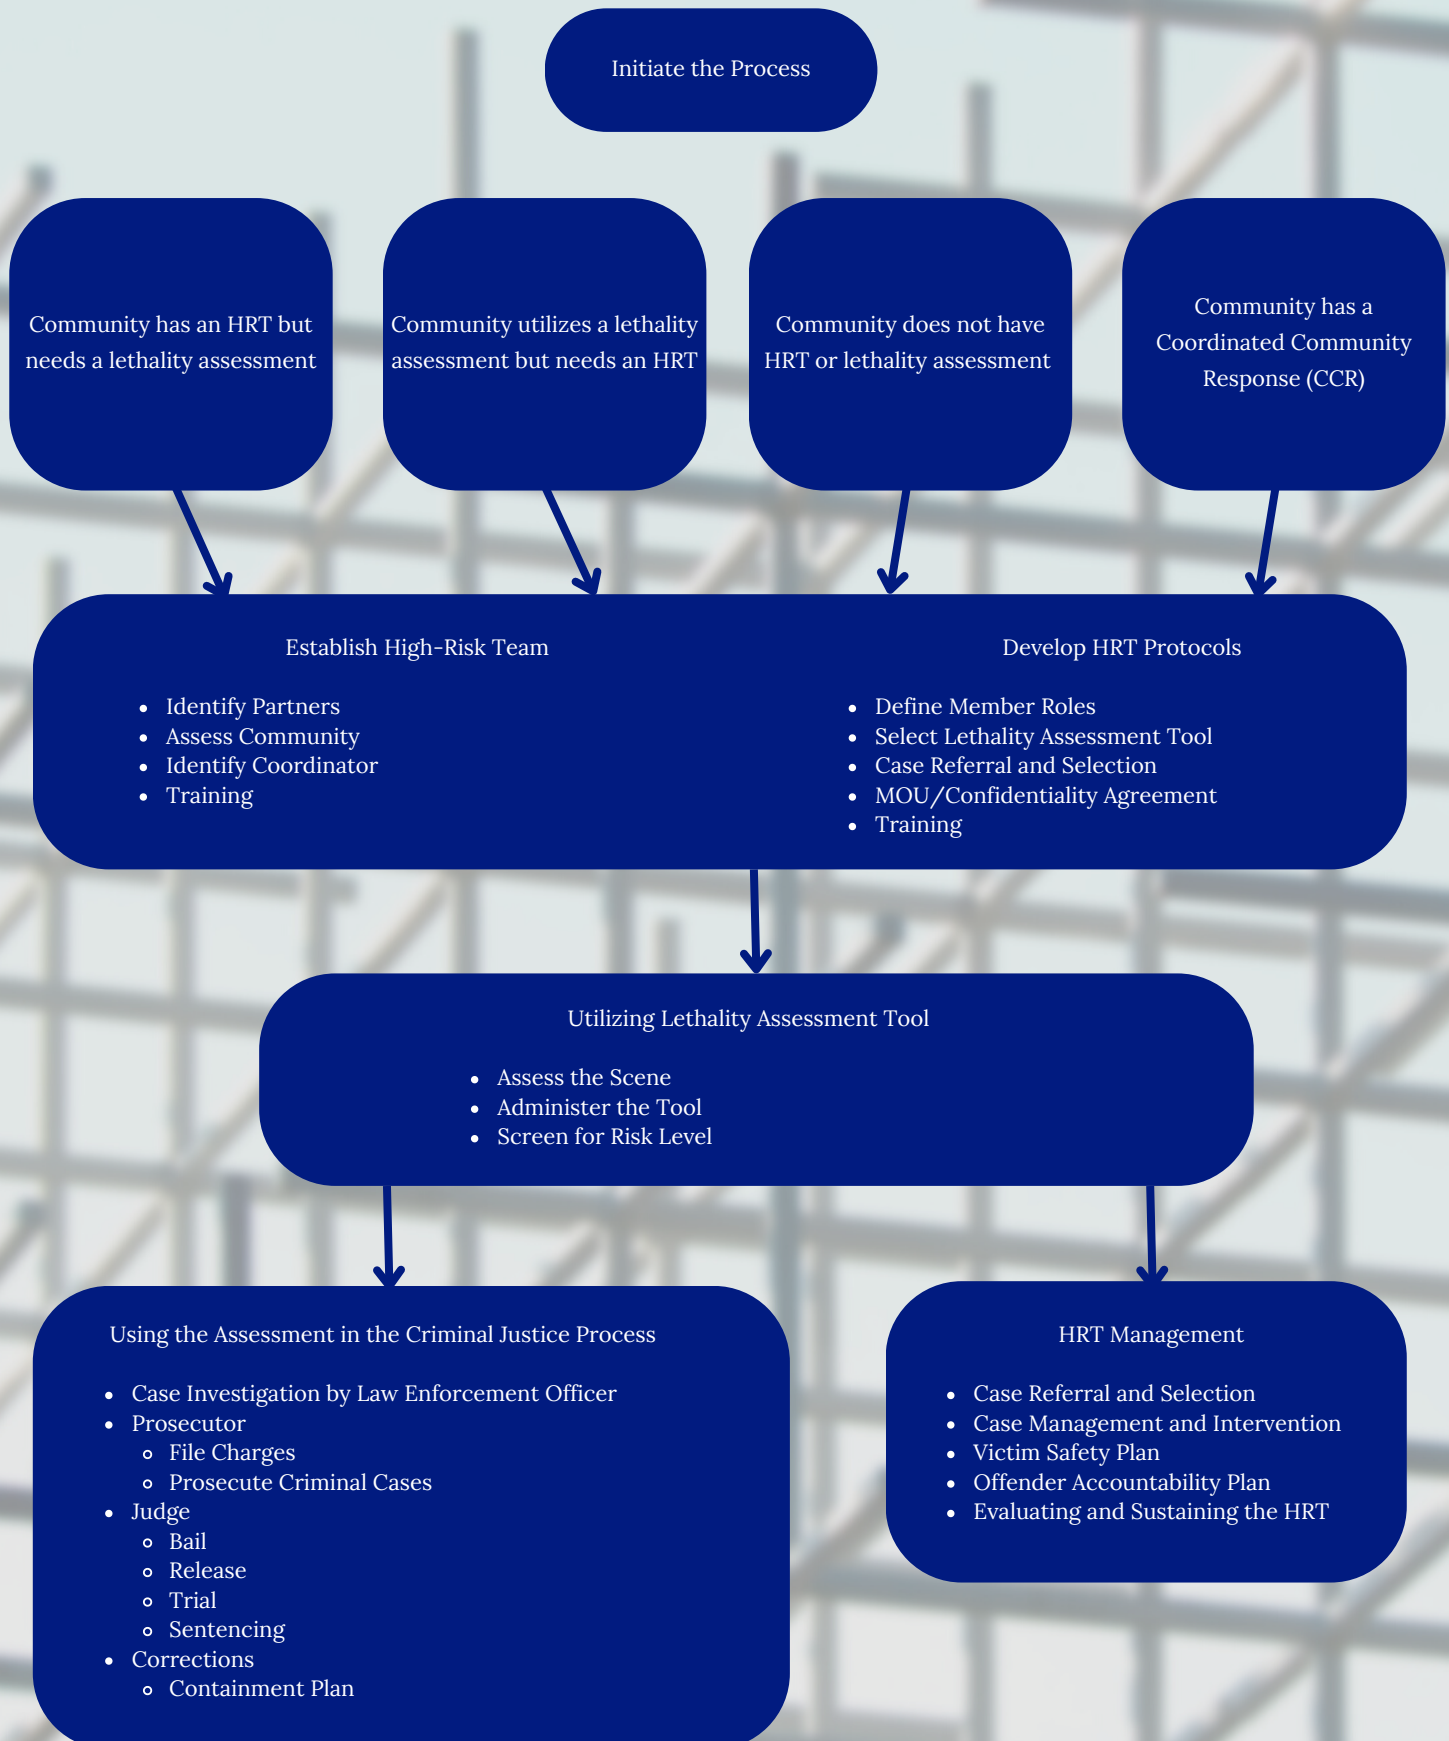 Initiate the Process
Community has an HRT but
needs a lethality assessment
Community utilizes a lethality
assessment but needs an HRT
Community does not have
HRT or lethality assessment
Community has a
Coordinated Community
Response (CCR)
Establish High-Risk Team
• Identify Partners
• Assess Community
• Identify Coordinator
• Training
Develop HRT Protocols
• Define Member Roles
• Select Lethality Assessment Tool
• Case Referral and Selection
• MOU/Confidentiality Agreement
• Training
Utilizing Lethality Assessment Tool
• Assess the Scene
• Administer the Tool
• Screen for Risk Level
Using the Assessment in the Criminal Justice Process
• Case Investigation by Law Enforcement Officer
• Prosecutor
◦ File Charges
◦ Prosecute Criminal Cases
• Judge
◦ Bail
◦ Release
◦ Trial
◦ Sentencing
• Corrections
◦ Containment Plan
HRT Management
• Case Referral and Selection
• Case Management and Intervention
• Victim Safety Plan
• Offender Accountability Plan
• Evaluating and Sustaining the HRT